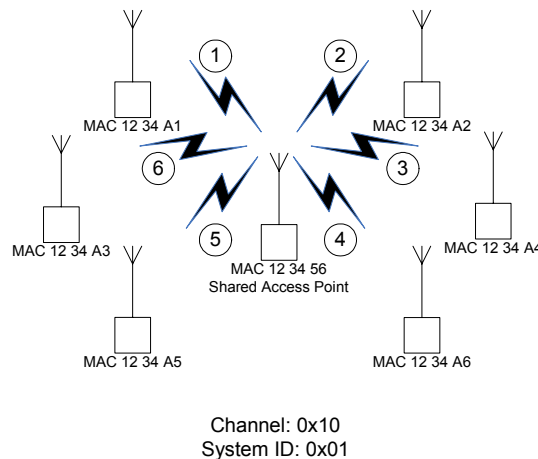 1
2
MAC 12 34 A1
MAC 12 34 A2
6
3
MAC 12 34 A3
MAC 12 34 A4
5
4
MAC 12 34 56
Shared Access Point
MAC 12 34 A5
MAC 12 34 A6
Channel: 0x10
System ID: 0x01